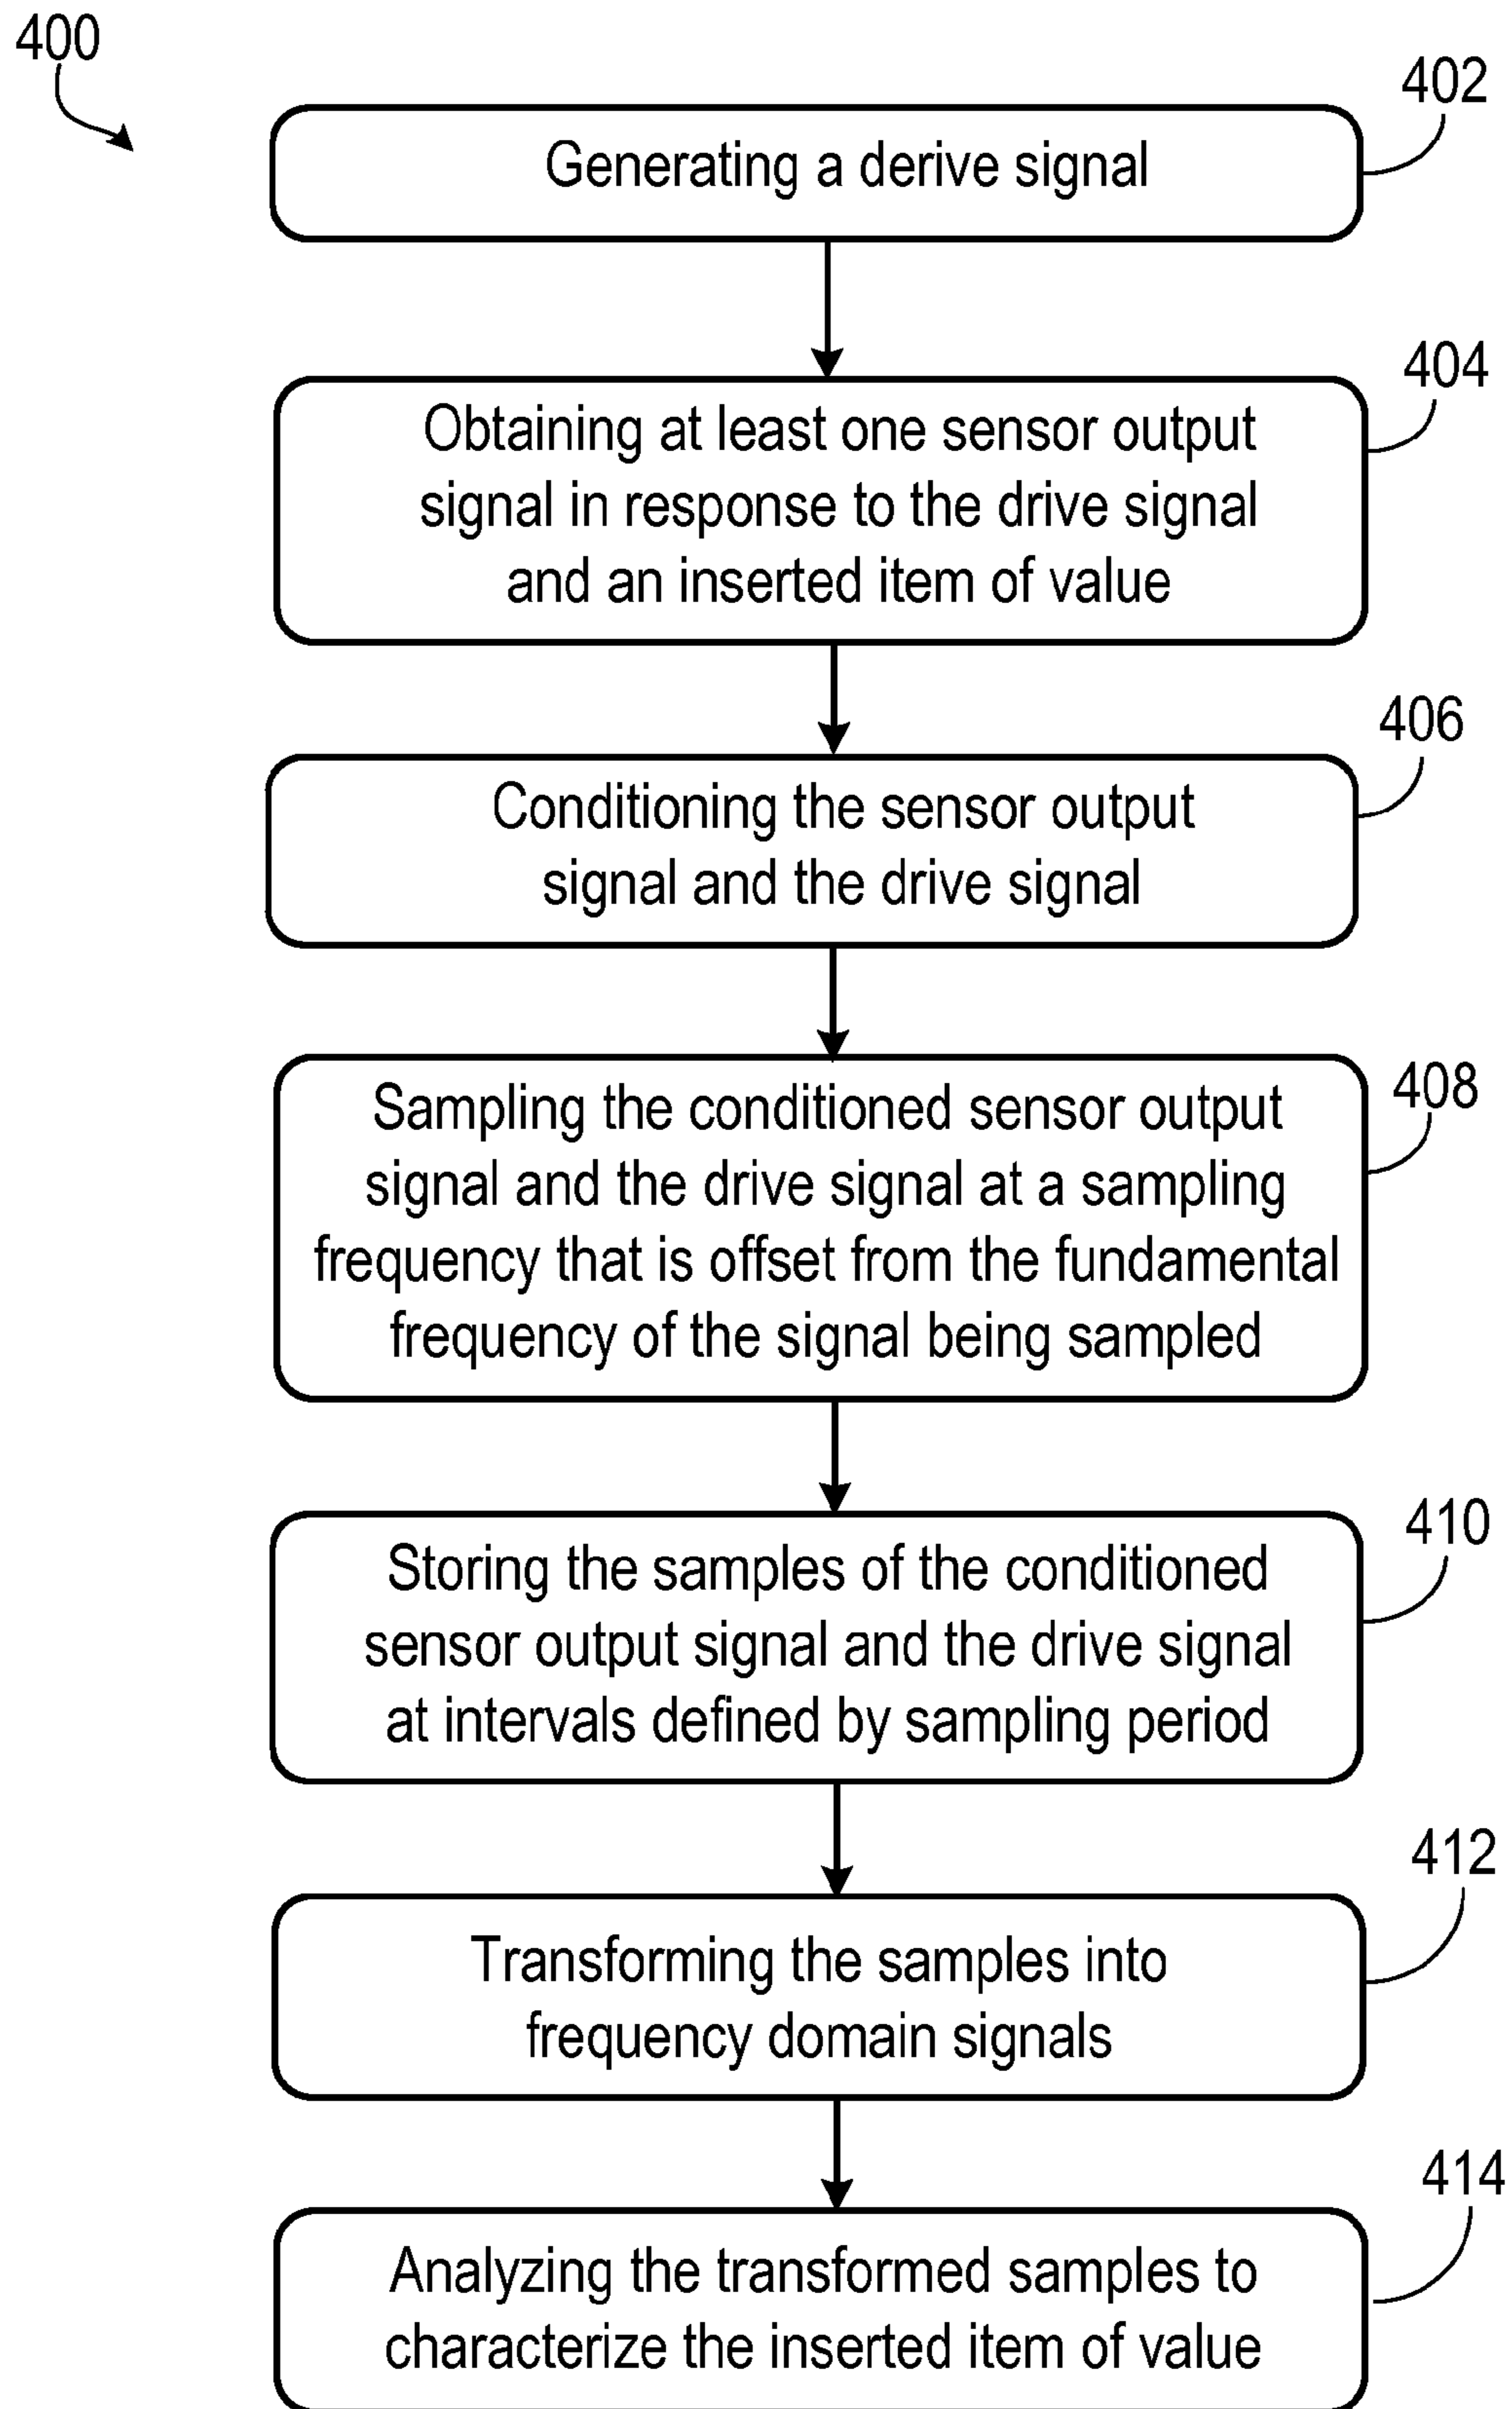 400
402
Generating a derive signal
404
Obtaining at least one sensor output
signal in response to the drive signal
and an inserted item of value
406
Conditioning the sensor output
signal and the drive signal
408
Sampling the conditioned sensor output
signal and the drive signal at a sampling
frequency that is offset from the fundamental
frequency of the signal being sampled
410
Storing the samples of the conditioned
sensor output signal and the drive signal
at intervals defined by sampling period
412
Transforming the samples into
frequency domain signals
414
Analyzing the transformed samples to
characterize the inserted item of value